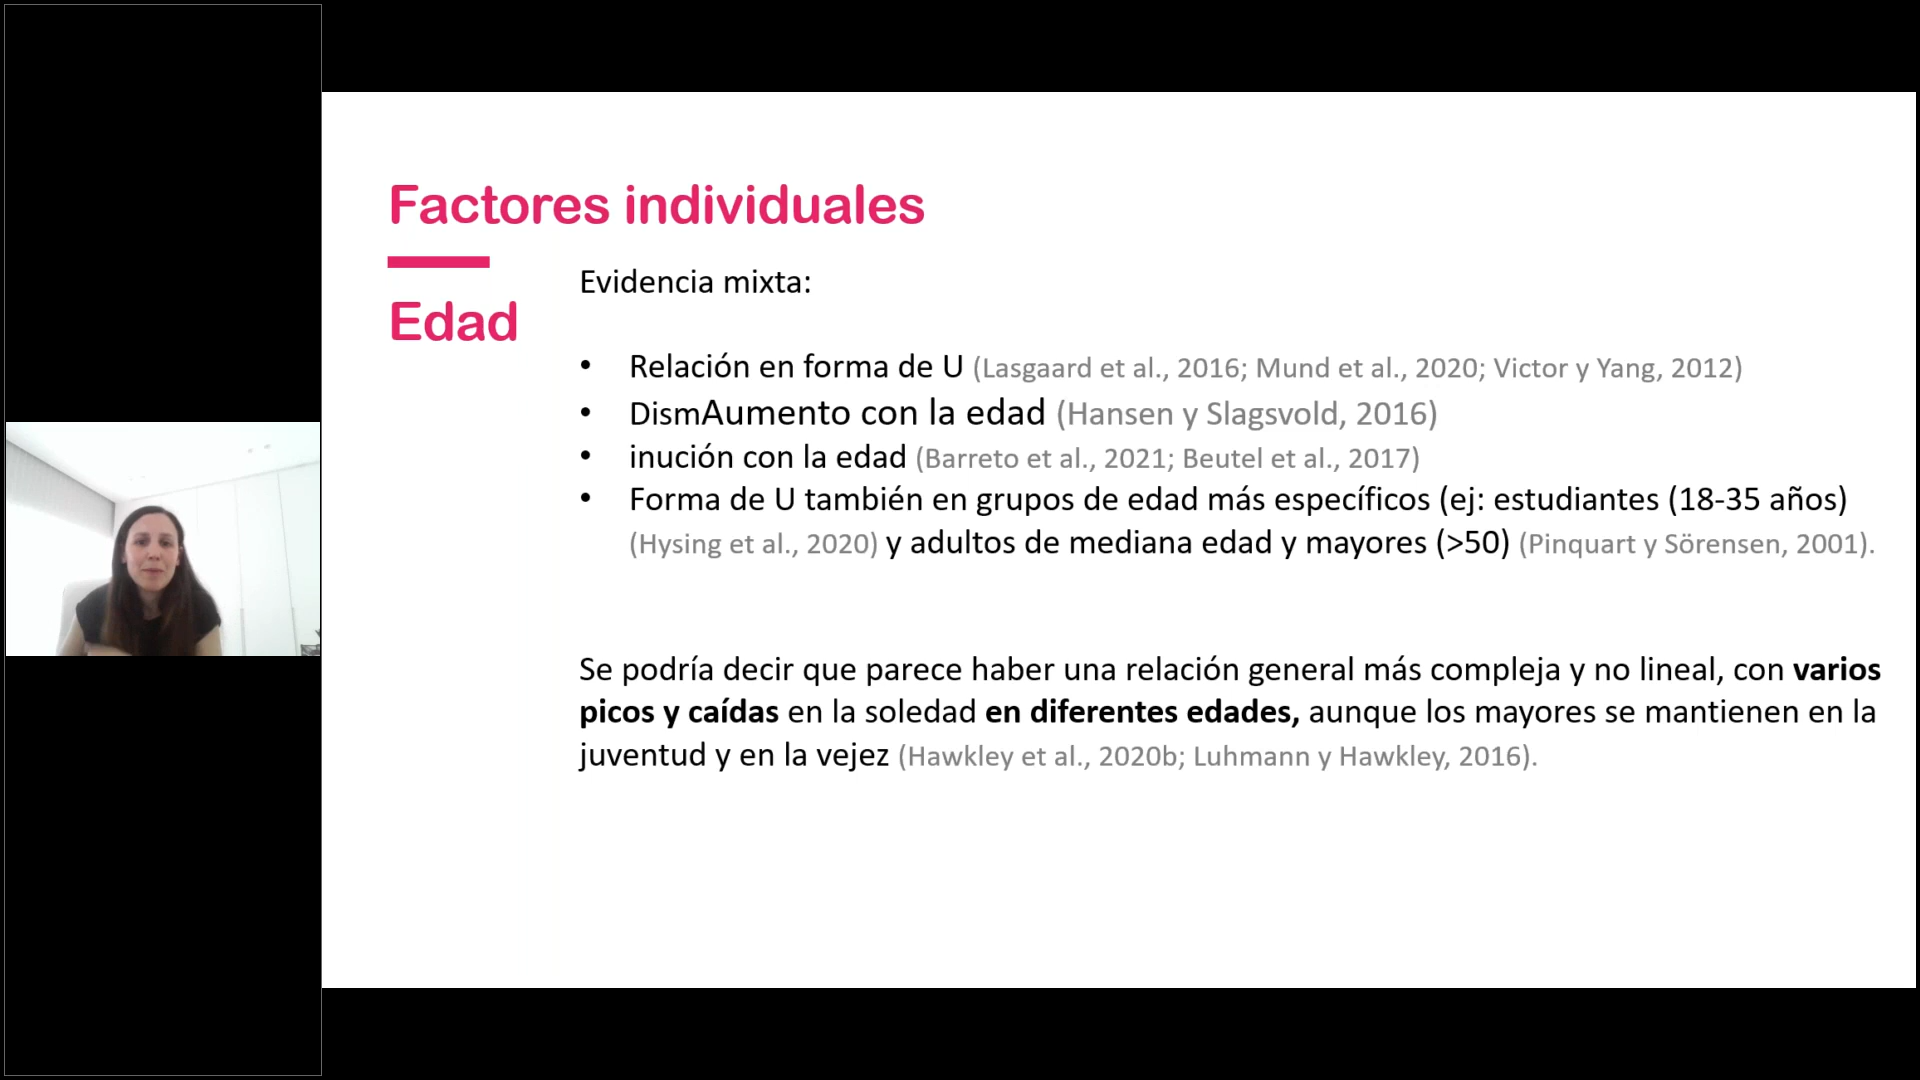 Factores individuales
Edad
Evidencia mixta:
• Relación en forma de U (Lasgaard et al., 2016; Mund et al., 2020; Victor y Yang, 2012)
• DismAumento con la edad (Hansen y Slagsvold, 2016)
• inución con la edad (Barreto et al., 2021; Beutel et al., 2017)
• Forma de U también en grupos de edad más específicos (ej: estudiantes (18-35 años)
(Hysing et al., 2020) y adultos de mediana edad y mayores (>50) (Pinquart y Sörensen, 2001).
Se podría decir que parece haber una relación general más compleja y no lineal, con varios
picos y caídas en la soledad en diferentes edades, aunque los mayores se mantienen en la
juventud y en la vejez (Hawkley et al., 2020b; Luhmann y Hawkley, 2016).